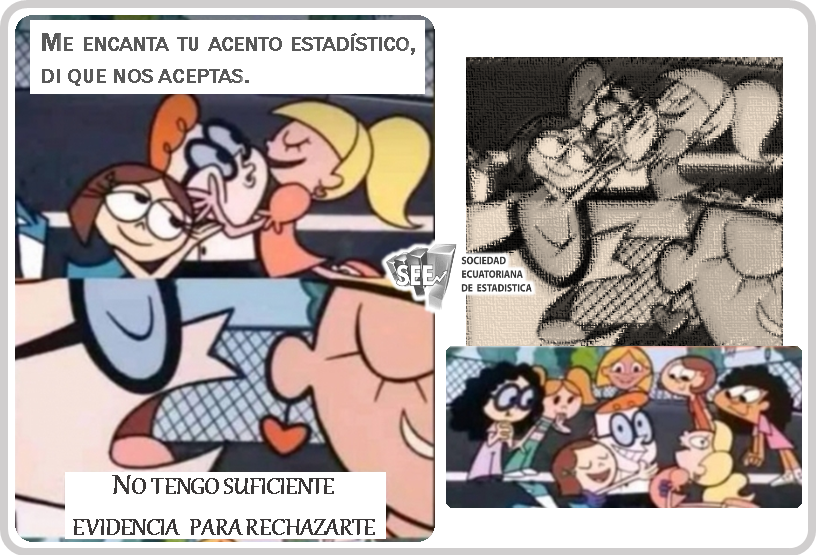 ME ENCANTA TU ACENTO ESTADÍSTICO,
DI QUE NOS ACEPTAS.
SEE
SOCIEDAD
ECUATORIANA
DE ESTADISTICA
NO TENGO SUFICIENTE
EVIDENCIA PARA RECHAZARTE